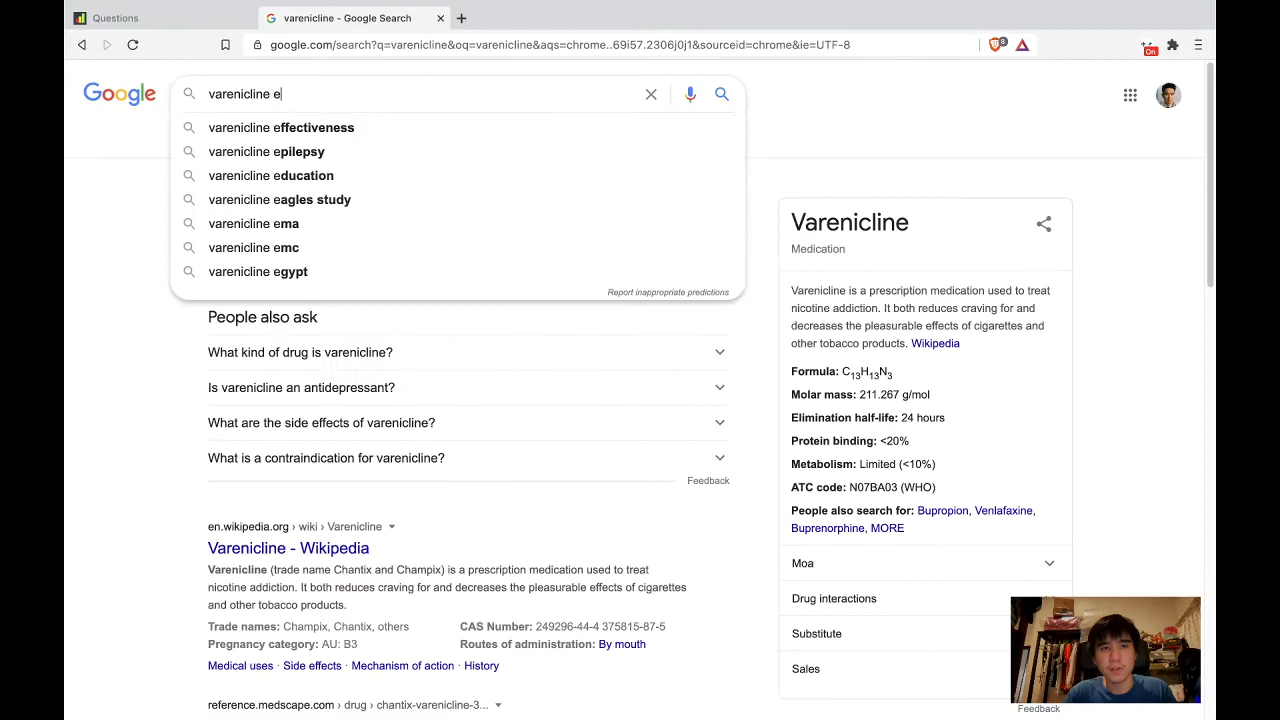 Questions
varenicline - Google Search
google.com/search?q=varenicline&oq=varenicline&aqs=chrome..69i57.2306j0j1&sourceid=chrome&ie=UTF-8
8
On
Google
varenicline e
varenicline effectiveness
varenicline epilepsy
varenicline education
varenicline eagles study
varenicline ema
varenicline emc
varenicline egypt
Report inappropriate predictions
People also ask
What kind of drug is varenicline?
Is varenicline an antidepressant?
What are the side effects of varenicline?
What is a contraindication for varenicline?
Feedback
en.wikipedia.org › wiki › Varenicline
Varenicline - Wikipedia
Varenicline (trade name Chantix and Champix) is a prescription medication used to treat
nicotine addiction. It both reduces craving for and decreases the pleasurable effects of cigarettes
and other tobacco products.
Trade names: Champix, Chantix, others
CAS Number: 249296-44-4 375815-87-5
Pregnancy category: AU: B3
Routes of administration: By mouth
Medical uses · Side effects · Mechanism of action · History
reference.medscape.com › drug › chantix-varenicline-3...
Varenicline
Medication
Varenicline is a prescription medication used to treat
nicotine addiction. It both reduces craving for and
decreases the pleasurable effects of cigarettes and
other tobacco products. Wikipedia
Formula: C13H13N3
Molar mass: 211.267 g/mol
Elimination half-life: 24 hours
Protein binding: <20%
Metabolism: Limited (<10%)
ATC code: N07BA03 (WHO)
People also search for: Bupropion, Venlafaxine,
Buprenorphine, MORE
Moa
Drug interactions
Substitute
Sales
Feedback